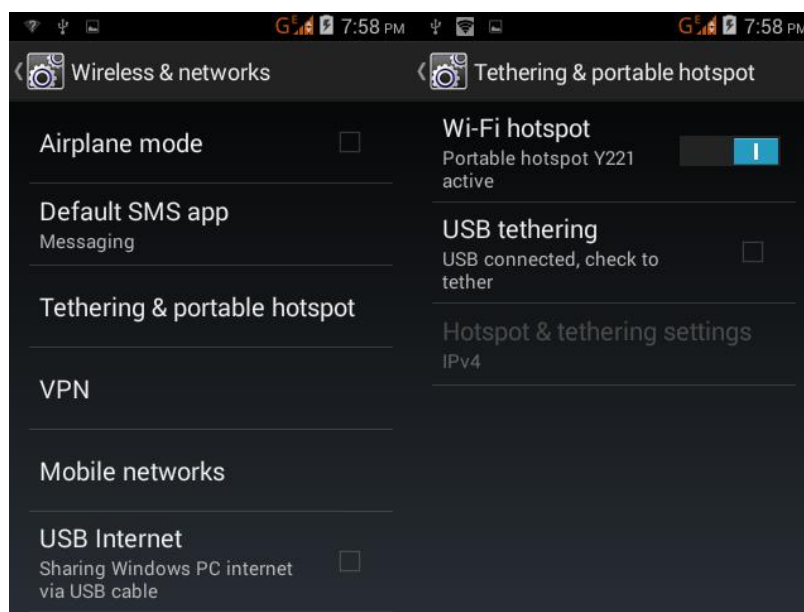 G E 7:58 PM
Wireless & networks
Airplane mode
Default SMS app
Messaging
Tethering & portable hotspot
VPN
Mobile networks
USB Internet
Sharing Windows PC internet
via USB cable
G E 7:58 PM
Tethering & portable hotspot
Wi-Fi hotspot
Portable hotspot Y221
active
USB tethering
USB connected, check to
tether
Hotspot & tethering settings
IPv4